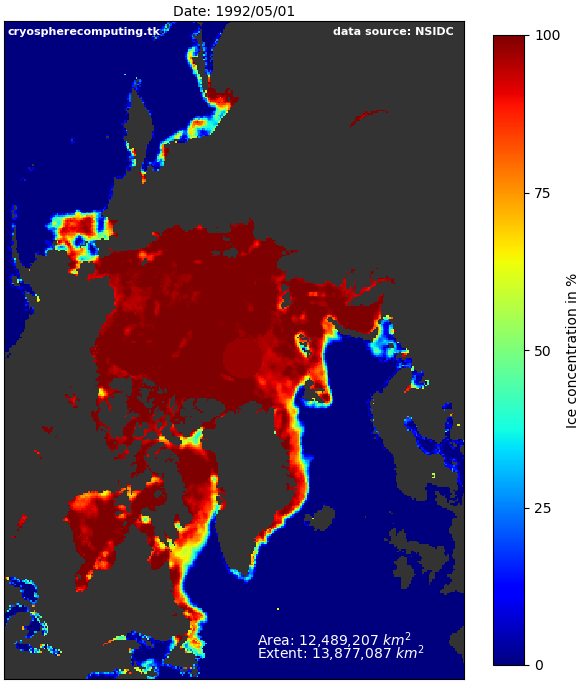 Date: 1992/05/01
cryospherecomputing.tk
data source: NSIDC
100
75
50
25
0
Ice concentration in %
Area: 12,489,207 km²
Extent: 13,877,087 km²